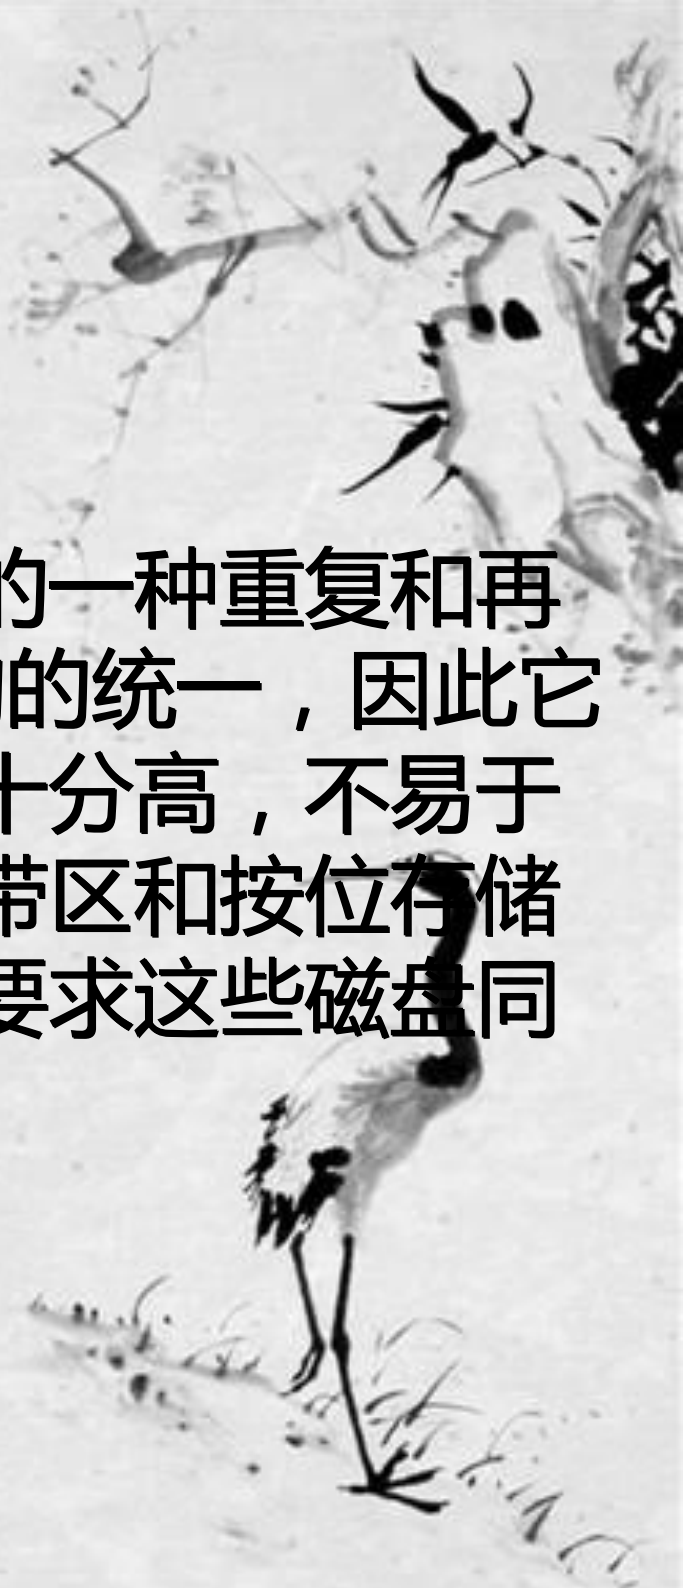 的一种重复和再
的统一，因此它
十分高，不易于
带区和按位存储
要求这些磁盘同